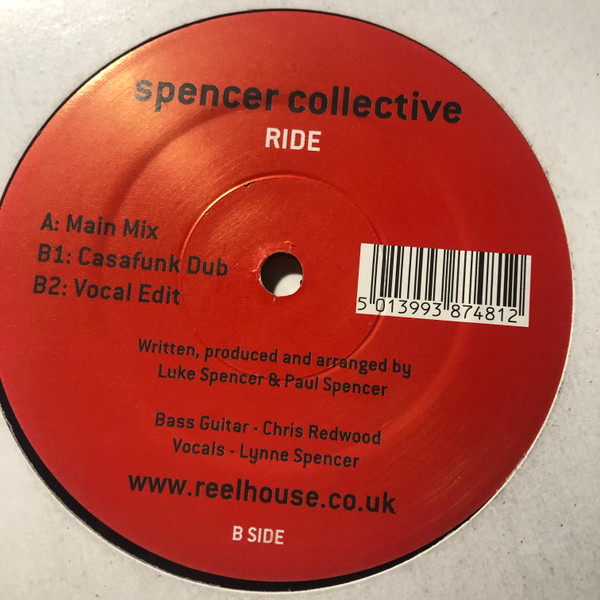 spencer collective
RIDE
A: Main Mix
B1: Casafunk Dub
B2: Vocal Edit
5 013993 874812
Written, produced and arranged by
Luke Spencer & Paul Spencer
Bass Guitar - Chris Redwood
Vocals - Lynne Spencer
www.reelhouse.co.uk
B SIDE